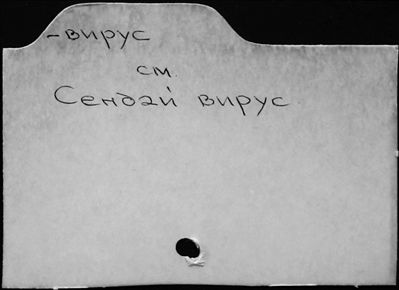 -вирус
см.
Сендай вирус